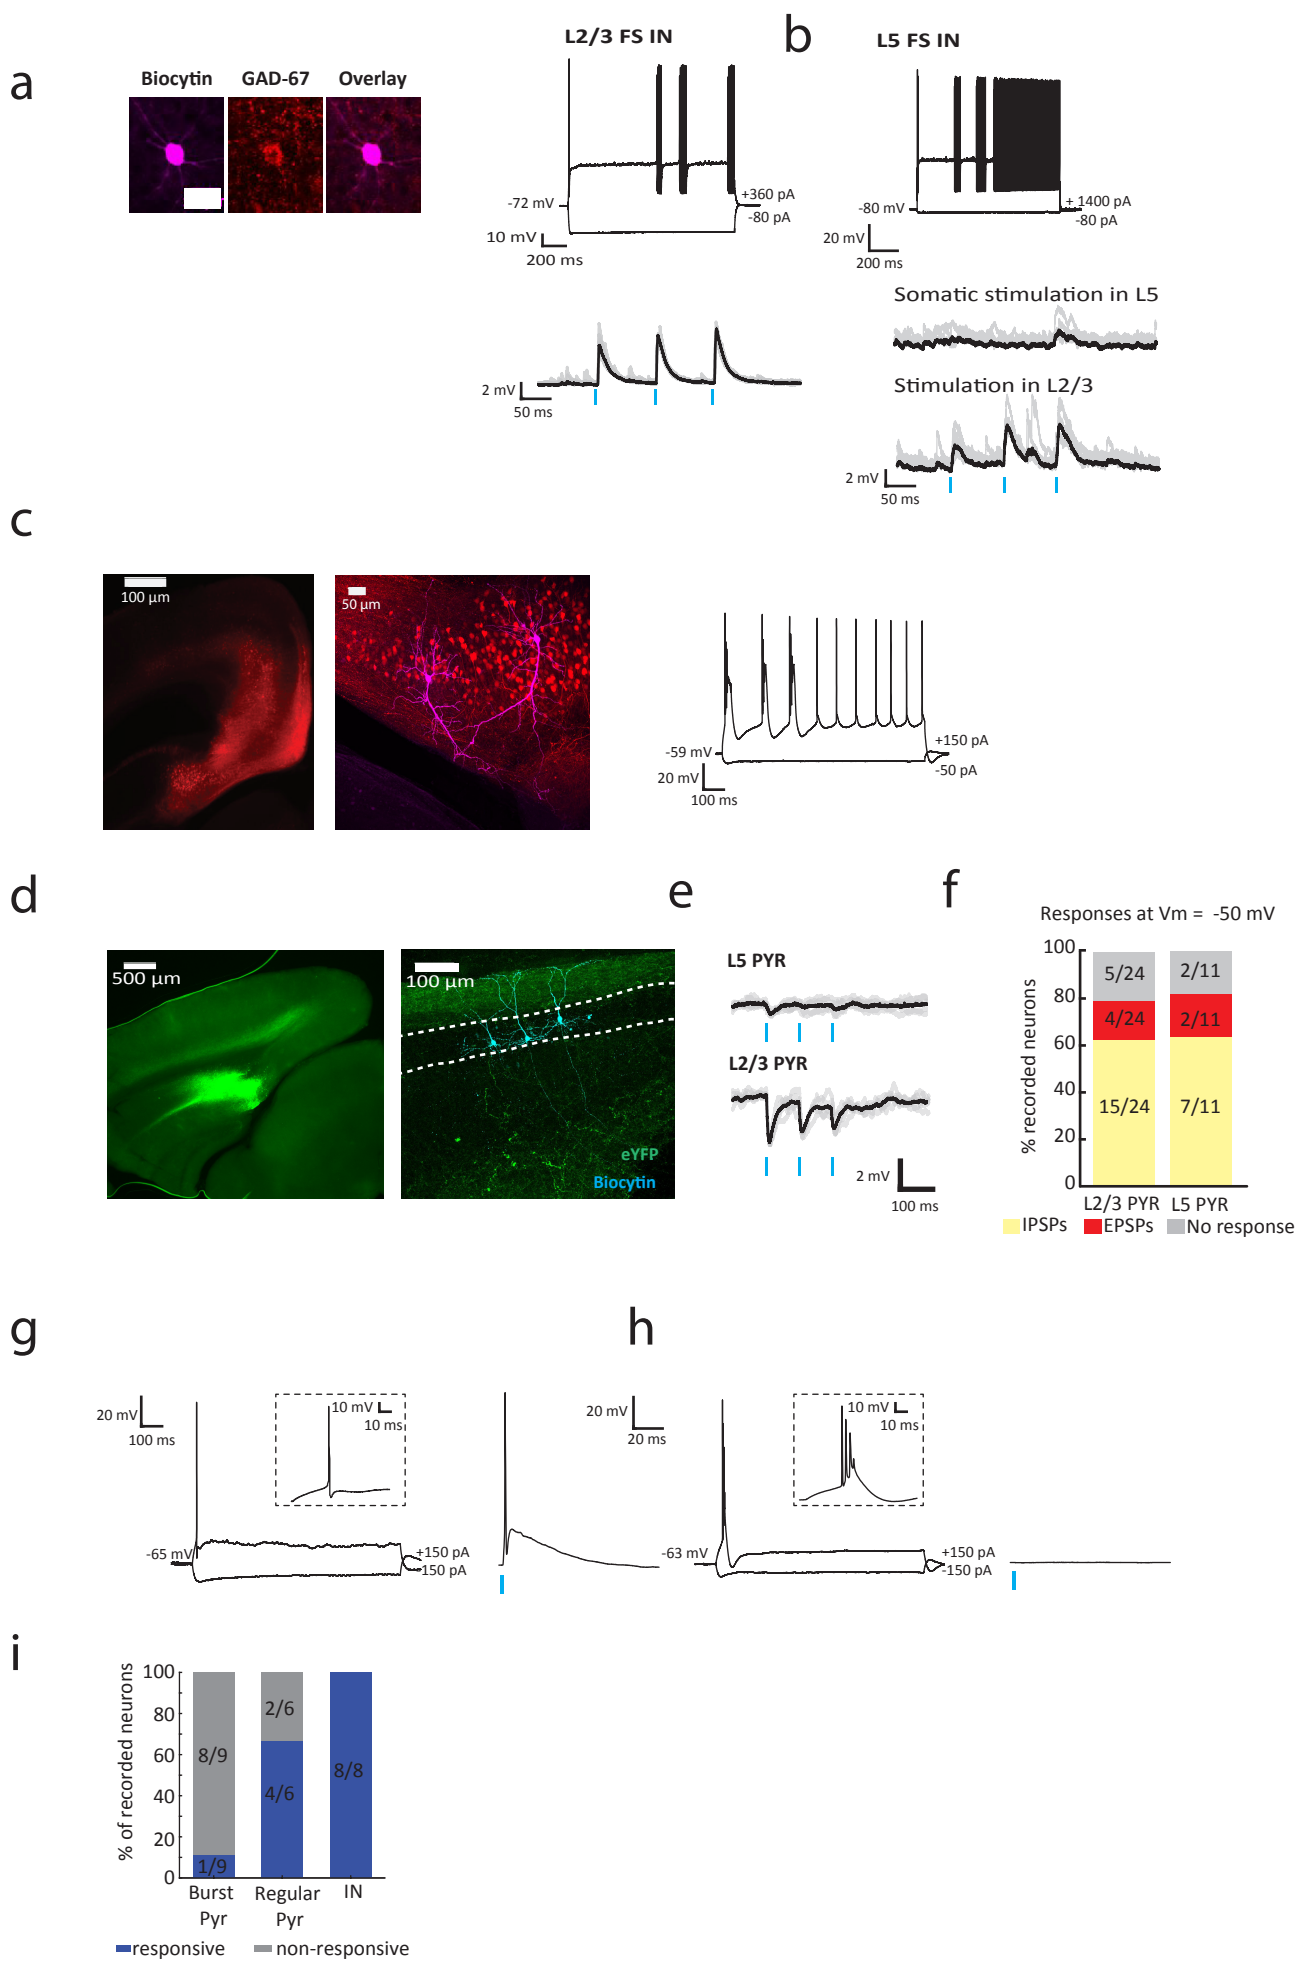 a
Biocytin GAD-67 Overlay
L2/3 FS IN
-72 mV
+360 pA
-80 pA
10 mV
200 ms
2 mV
50 ms
b
L5 FS IN
-80 mV
+ 1400 pA
-80 pA
20 mV
200 ms
Somatic stimulation in L5
Stimulation in L2/3
2 mV
50 ms
c
100 µm
50 µm
-59 mV
+150 pA
-50 pA
20 mV
100 ms
d
500 µm
100 µm
eYFP
Biocytin
e
L5 PYR
L2/3 PYR
2 mV
100 ms
f
Responses at Vm = -50 mV
% recorded neurons
100
80
60
40
20
0
5/24
4/24
15/24
2/11
2/11
7/11
L2/3 PYR L5 PYR
IPSPs EPSPs No response
g
20 mV
100 ms
10 mV
10 ms
-65 mV
+150 pA
-150 pA
h
20 mV
20 ms
10 mV
10 ms
-63 mV
+150 pA
-150 pA
i
% of recorded neurons
100
80
60
40
20
0
8/9
1/9
2/6
4/6
8/8
Burst Pyr
Regular Pyr
IN
responsive non-responsive